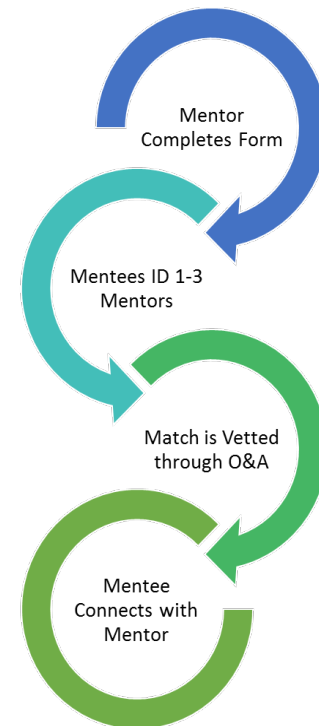 Mentor
Completes Form
Mentees ID 1-3
Mentors
Match is Vetted
through O&A
Mentee
Connects with
Mentor